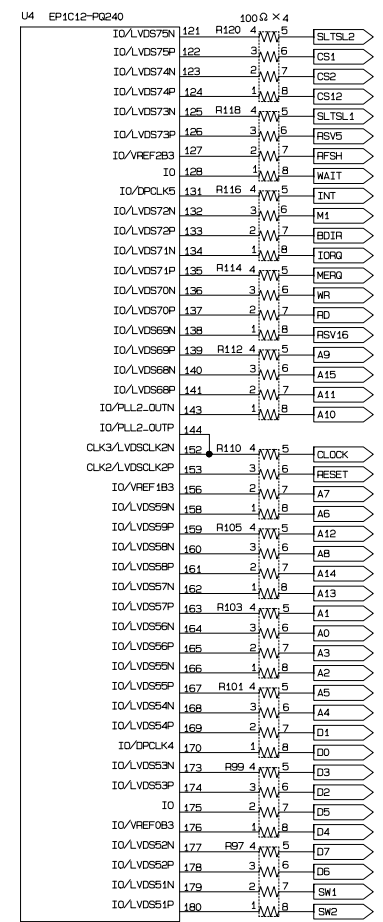 U4 EP1C12-PQ240
100Ω ×4
IO/LVDS75N 121 R120 4 5 SLTSL2
IO/LVDS75P 122 3 6 CS1
IO/LVDS74N 123 2 7 CS2
IO/LVDS74P 124 1 8 CS12
IO/LVDS73N 125 R118 4 5 SLTSL1
IO/LVDS73P 126 3 6 RSV5
IO/VREF2B3 127 2 7 RFSH
IO 128 1 8 WAIT
IO/DPCLK5 131 R116 4 5 INT
IO/LVDS72N 132 3 6 M1
IO/LVDS72P 133 2 7 BDIR
IO/LVDS71N 134 1 8 IORQ
IO/LVDS71P 135 R114 4 5 MERQ
IO/LVDS70N 136 3 6 WR
IO/LVDS70P 137 2 7 RD
IO/LVDS69N 138 1 8 RSV16
IO/LVDS69P 139 R112 4 5 A9
IO/LVDS68N 140 3 6 A15
IO/LVDS68P 141 2 7 A11
IO/PLL2_OUTN 143 1 8 A10
IO/PLL2_OUTP 144
CLK3/LVDSCLK2N 152 R110 4 5 CLOCK
CLK2/LVDSCLK2P 153 3 6 RESET
IO/VREF1B3 156 2 7 A7
IO/LVDS59N 158 1 8 A6
IO/LVDS59P 159 R105 4 5 A12
IO/LVDS58N 160 3 6 A8
IO/LVDS58P 161 2 7 A14
IO/LVDS57N 162 1 8 A13
IO/LVDS57P 163 R103 4 5 A1
IO/LVDS56N 164 3 6 A0
IO/LVDS56P 165 2 7 A3
IO/LVDS55N 166 1 8 A2
IO/LVDS55P 167 R101 4 5 A5
IO/LVDS54N 168 3 6 A4
IO/LVDS54P 169 2 7 D1
IO/DPCLK4 170 1 8 D0
IO/LVDS53N 173 R99 4 5 D3
IO/LVDS53P 174 3 6 D2
IO 175 2 7 D5
IO/VREF0B3 176 1 8 D4
IO/LVDS52N 177 R97 4 5 D7
IO/LVDS52P 178 3 6 D6
IO/LVDS51N 179 2 7 SW1
IO/LVDS51P 180 1 8 SW2